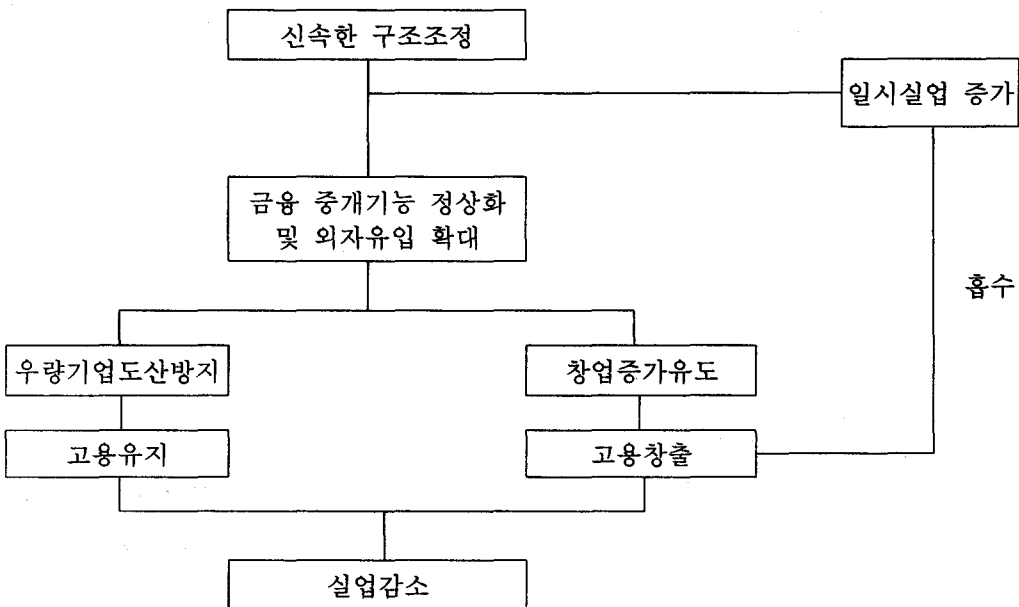 신속한 구조조정
일시실업 증가
금융 중개기능 정상화
및 외자유입 확대
흡수
우량기업도산방지
창업증가유도
고용유지
고용창출
실업감소